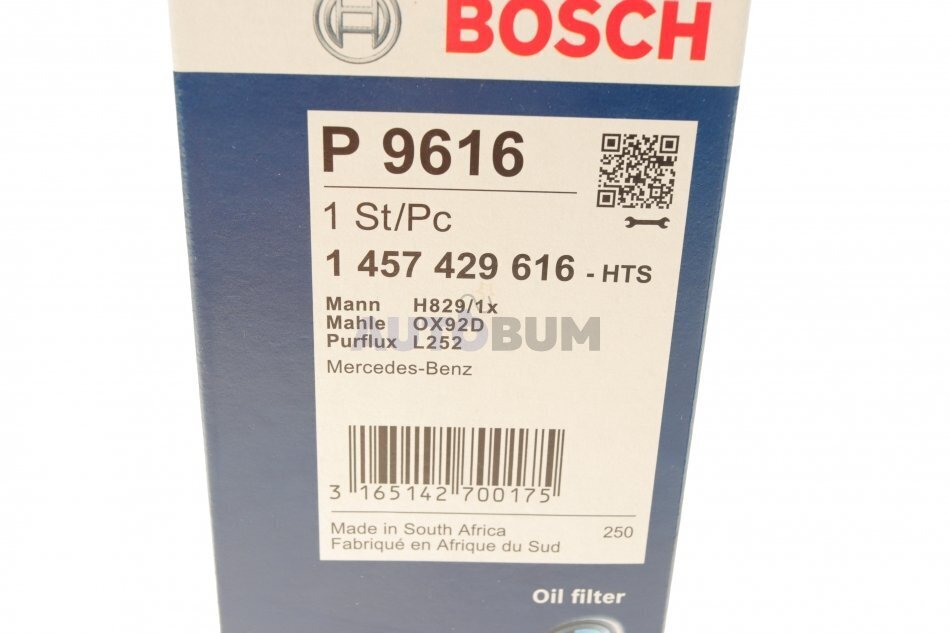 BOSCH
P 9616
1 St/Pc
1 457 429 616 - HTS
Mann H829/1x
Mahle OX92D
Purflux L252
AUTOBUM
Mercedes-Benz
3 165142 700175
Made in South Africa 250
Fabriqué en Afrique du Sud
Oil filter